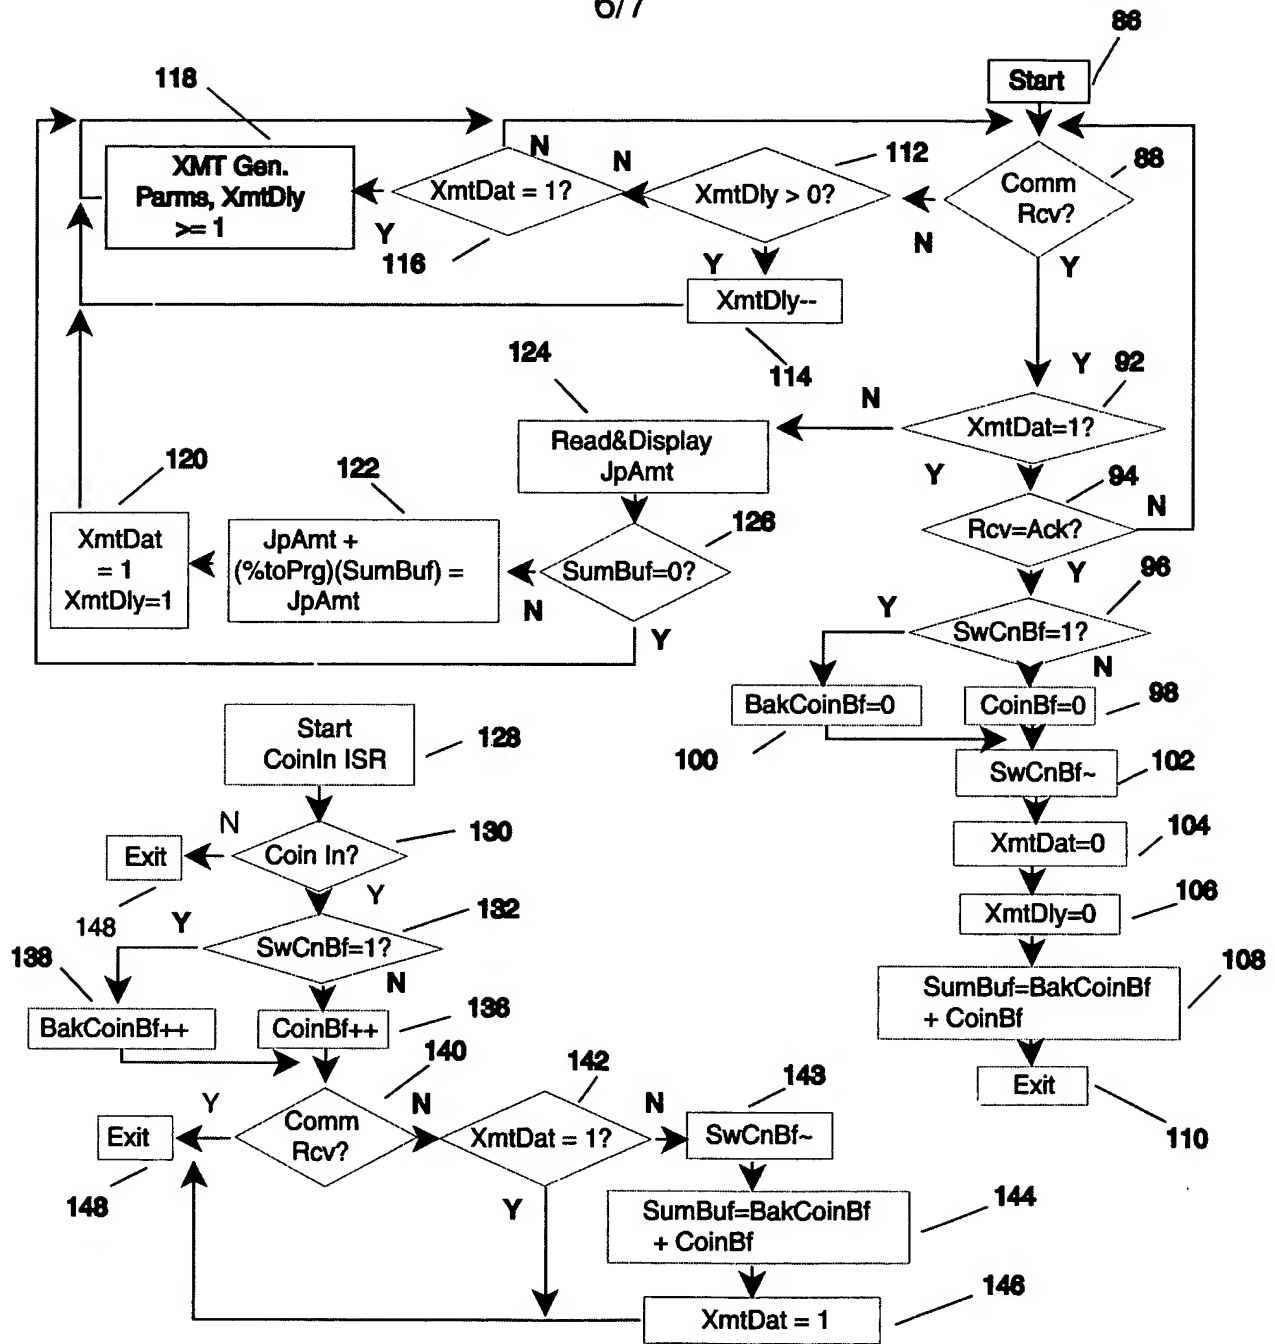 6/7
86
118
Start
XMT Gen.
Parms, XmtDly
>= 1
N
XmtDat = 1?
N
XmtDly > 0?
112
Comm
Rcv?
88
Y
116
N
Y
Y
XmtDly--
114
124
Y
92
N
XmtDat=1?
Read&Display
JpAmt
120
122
Y
94
Rcv=Ack?
N
126
XmtDat
= 1
XmtDly=1
JpAmt +
(%toPrg)(SumBuf) =
JpAmt
SumBuf=0?
N
Y
Y
96
Y
SwCnBf=1?
N
BakCoinBf=0
CoinBf=0
98
100
SwCnBf~
102
XmtDat=0
104
XmtDly=0
106
SumBuf=BakCoinBf
+ CoinBf
108
Exit
110
Start
CoinIn ISR
128
N
130
Exit
Coin In?
148
Y
Y
132
SwCnBf=1?
138
N
BakCoinBf++
CoinBf++
136
140
142
143
Y
Comm
Rcv?
N
XmtDat = 1?
N
SwCnBf~
Exit
148
Y
SumBuf=BakCoinBf
+ CoinBf
144
XmtDat = 1
146